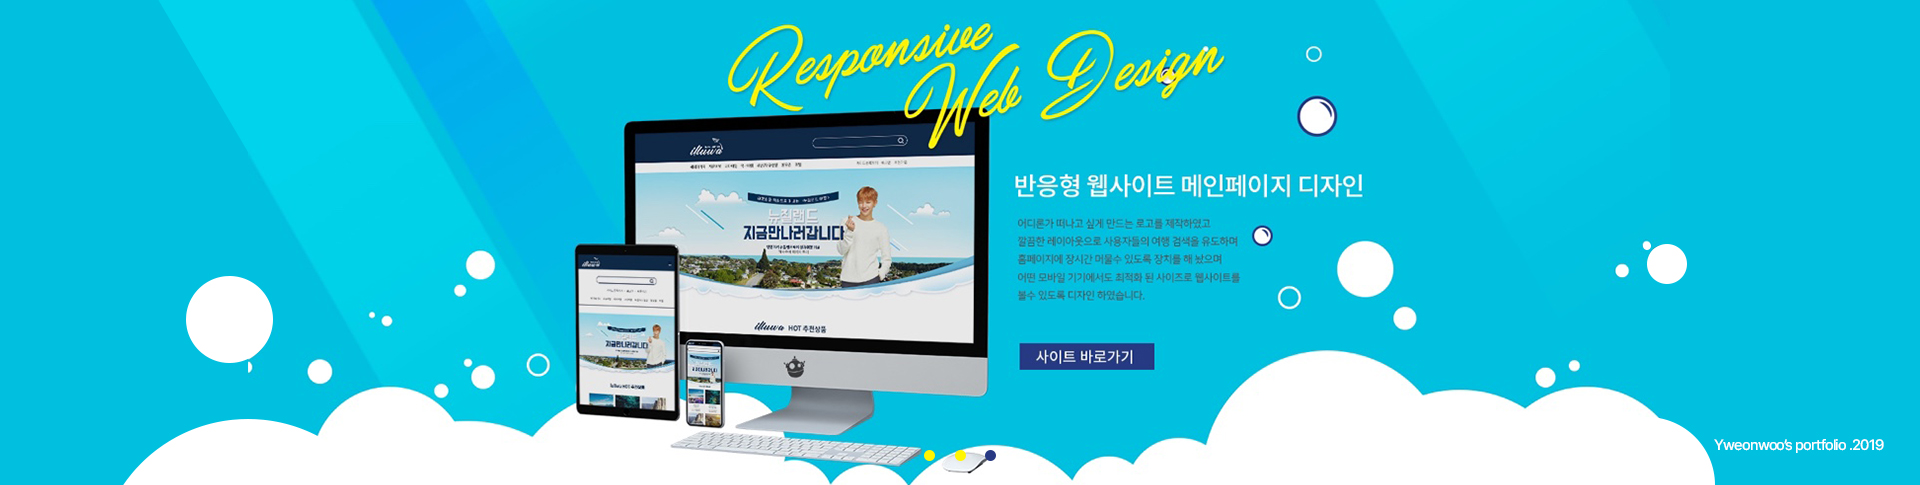 Responsive
Web Design
illuwa
뉴질랜드
지금만나러갑니다
illuwa HOT 추천상품
반응형 웹사이트 메인페이지 디자인
어디론가 떠나고 싶게 만드는 로고를 제작하였고
깔끔한 레이아웃으로 사용자들의 여행 검색을 유도하며
홈페이지에 장시간 머물수 있도록 장치를 해 놨으며
어떤 모바일 기기에서도 최적화 된 사이즈로 웹사이트를
볼수 있도록 디자인 하였습니다.
사이트 바로가기
Yweonwoo's portfolio .2019